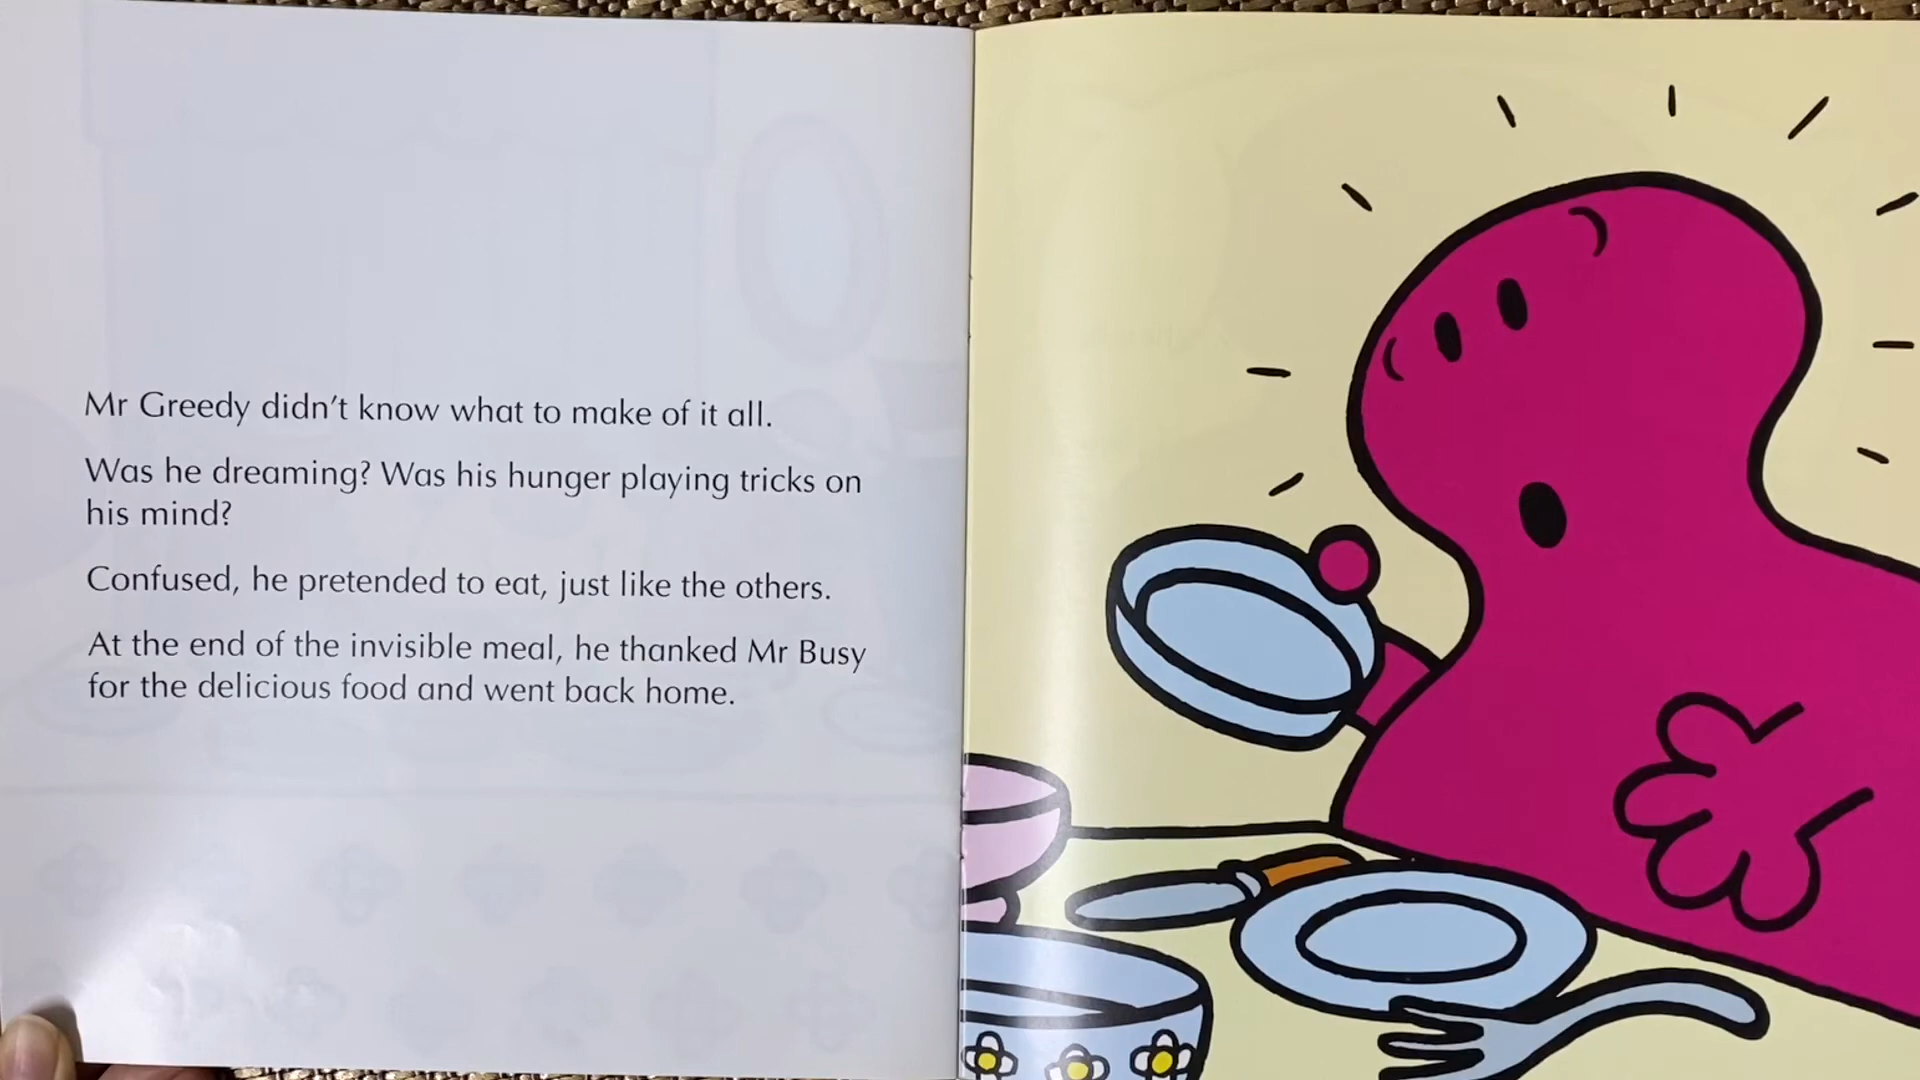 Mr Greedy didn't know what to make of it all.
Was he dreaming? Was his hunger playing tricks on
his mind?
Confused, he pretended to eat, just like the others.
At the end of the invisible meal, he thanked Mr Busy
for the delicious food and went back home.